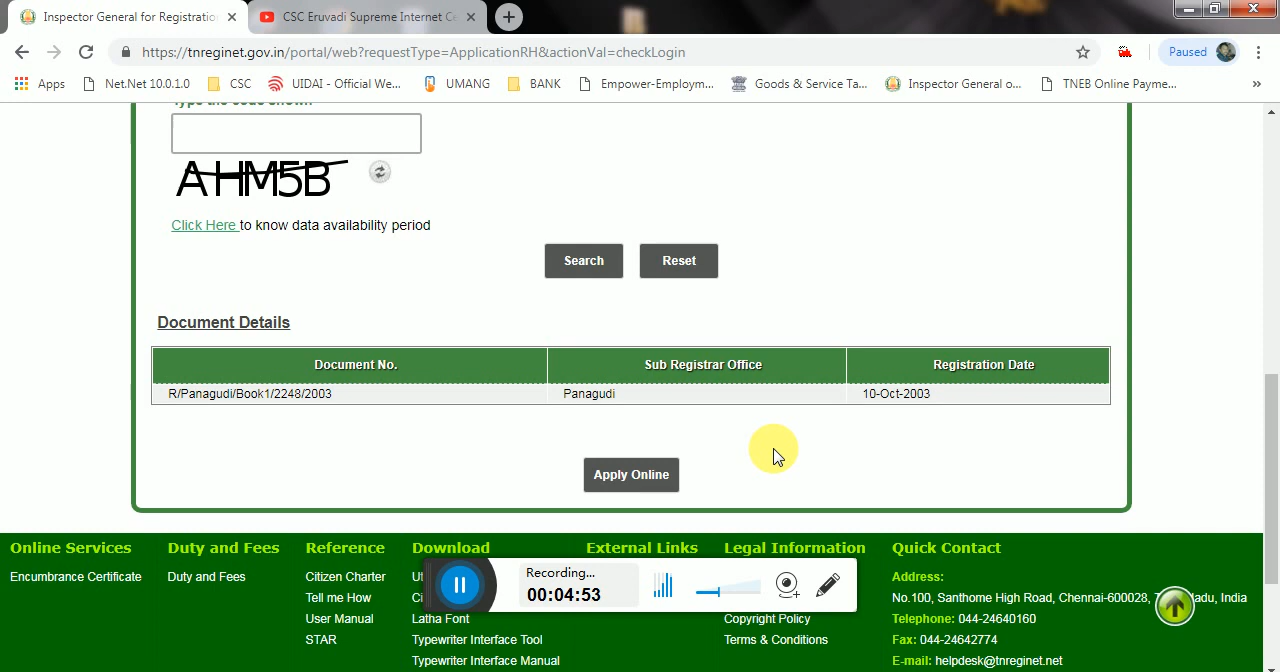 Inspector General for Registratio
CSC Eruvadi Supreme Internet Ce
https://tnreginet.gov.in/portal/web?requestType=ApplicationRH&actionVal=checkLogin
Paused
Apps
Net.Net 10.0.1.0
CSC
UIDAI - Official We...
UMANG
BANK
Empower-Employm...
Goods & Service Ta...
Inspector General o...
TNEB Online Payme...
»
Type the code shown
AHM5B
Click Here to know data availability period
Search
Reset
Document Details
Document No.
Sub Registrar Office
Registration Date
R/Panagudi/Book1/2248/2003
Panagudi
10-Oct-2003
Apply Online
Online Services
Encumbrance Certificate
Duty and Fees
Duty and Fees
Reference
Citizen Charter
Tell me How
User Manual
STAR
Download
Latha Font
Typewriter Interface Tool
Typewriter Interface Manual
External Links
Legal Information
Copyright Policy
Terms & Conditions
Quick Contact
Address:
No.100, Santhome High Road, Chennai-600028, adu, India
Telephone: 044-24640160
Fax: 044-24642774
E-mail: helpdesk@tnreginet.net
Recording...
00:04:53